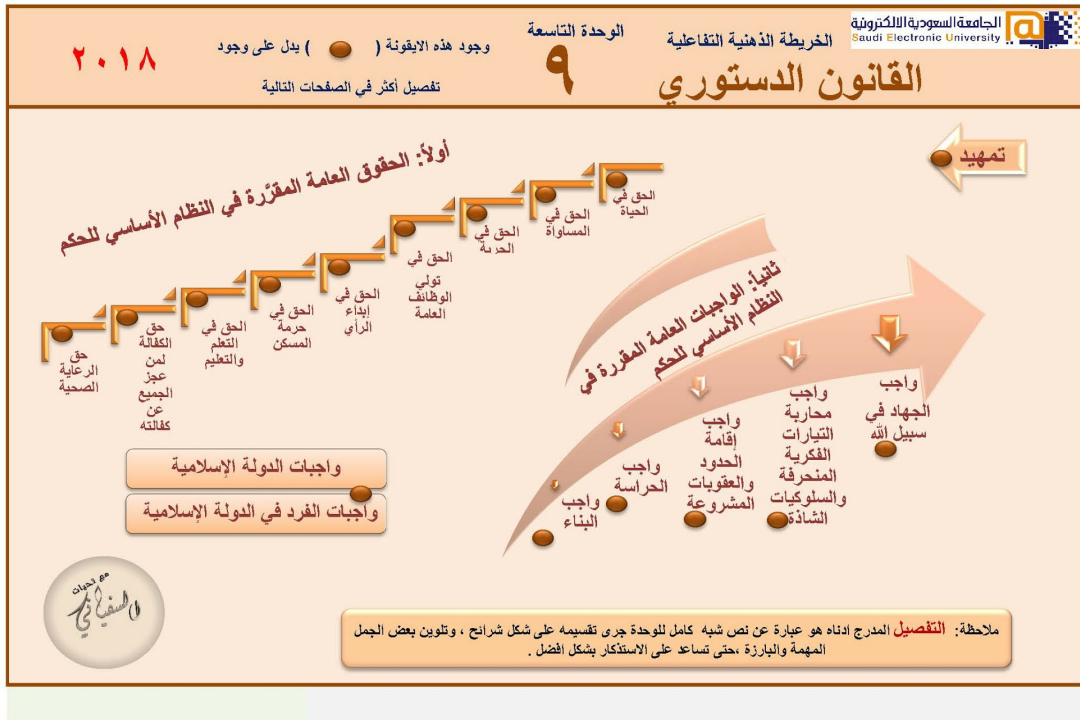 الجامعة السعودية الالكترونية
Saudi Electronic University
الخريطة الذهنية التفاعلية
القانون الدستوري
الوحدة التاسعة
٩
وجود هذه الايقونة ( ) يدل على وجود
تفصيل أكثر في الصفحات التالية
٢٠١٨
تمهيد
أولاً: الحقوق العامة المقرَّرة في النظام الأساسي للحكم
الحق في
الحياة
الحق في
المساواة
الحق في
الحرية
الحق في
تولي
الوظائف
العامة
الحق في
إبداء
الرأي
الحق في
حرمة
المسكن
الحق في
التعلم
والتعليم
حق
الكفالة
لمن
عجز
الجميع
عن
كفالته
حق
الرعاية
الصحية
ثانياً: الواجبات العامة المقررة في
النظام الأساسي للحكم
واجب
الجهاد في
سبيل الله
واجب
محاربة
التيارات
الفكرية
المنحرفة
والسلوكيات
الشاذة
واجب
إقامة
الحدود
والعقوبات
المشروعة
واجب
الحراسة
واجب
البناء
واجبات الدولة الإسلامية
واجبات الفرد في الدولة الإسلامية
مع تحيات
السفياني
ملاحظة: التفصيل المدرج ادناه هو عبارة عن نص شبه كامل للوحدة جرى تقسيمه على شكل شرائح ، وتلوين بعض الجمل
المهمة والبارزة ،حتى تساعد على الاستذكار بشكل افضل .